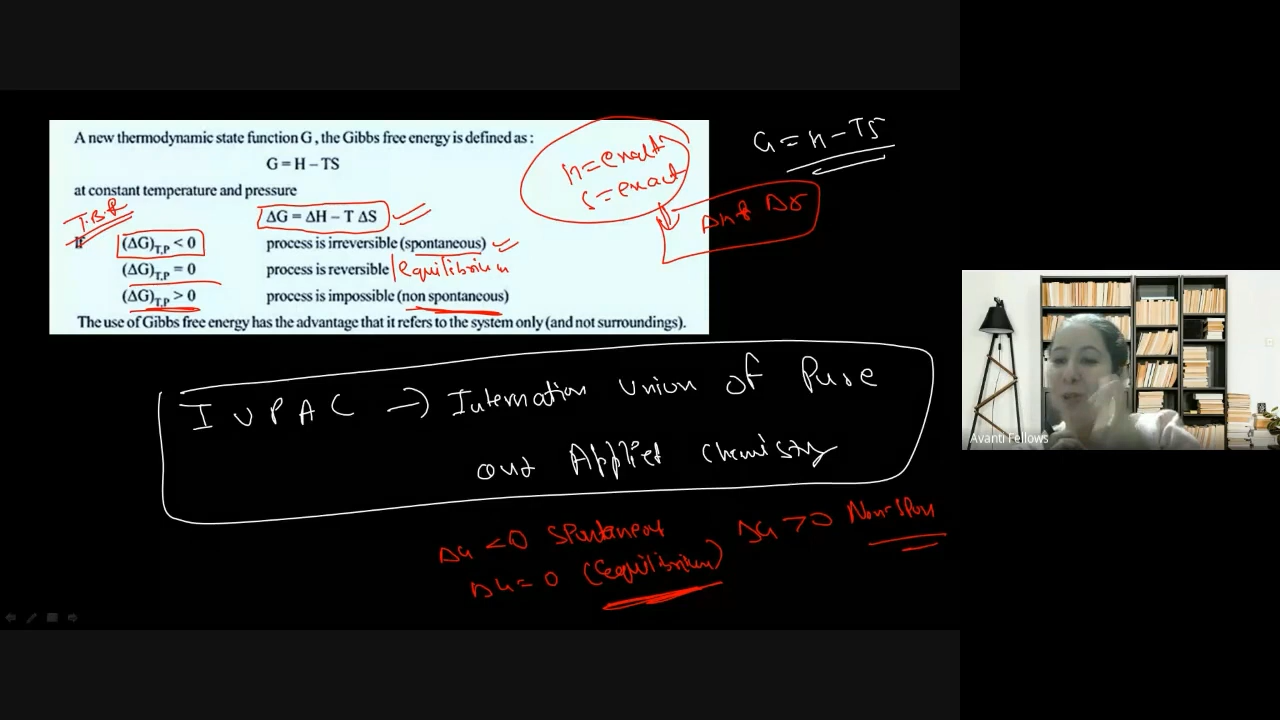 A new thermodynamic state function G, the Gibbs free energy is defined as :
G = H – TS
at constant temperature and pressure
ΔG = ΔH – T ΔS
T.B.P
If (ΔG)T,P < 0 process is irreversible (spontaneous)
(ΔG)T,P = 0 process is reversible / equilibrium
(ΔG)T,P > 0 process is impossible (non spontaneous)
The use of Gibbs free energy has the advantage that it refers to the system only (and not surroundings).
H = exact
S = exact
ΔH & ΔS
G = H – TS
IUPAC → Internation Union of Pure
and Applied Chemistry
ΔG < 0 Spontaneous
ΔG = 0 (Equilibrium)
ΔG > 0 Non-Spon
Avanti Fellows